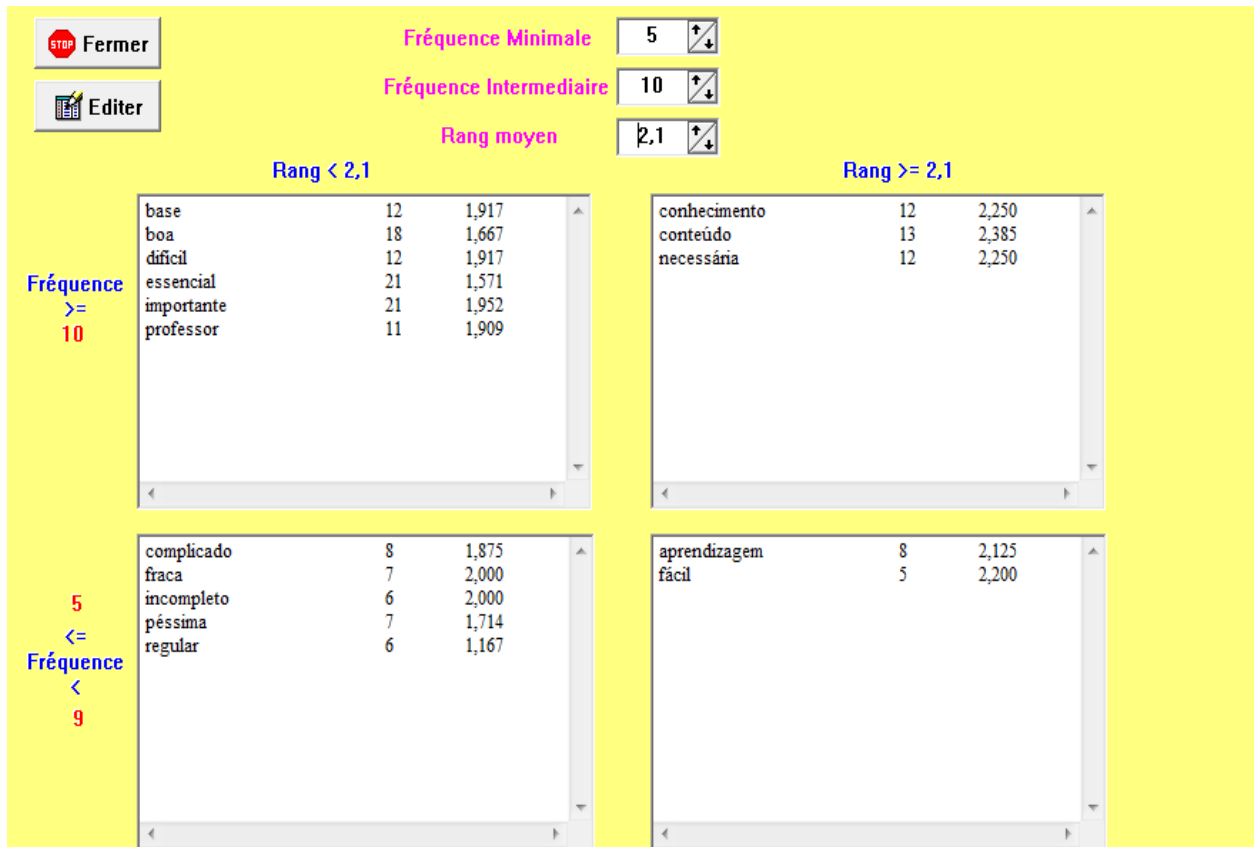 STOP Fermer
Fréquence Minimale 5
Fréquence Intermediaire 10
Editer
Rang moyen 2,1
Rang < 2,1
Rang >= 2,1
Fréquence
>=
10
base 12 1,917
boa 18 1,667
difícil 12 1,917
essencial 21 1,571
importante 21 1,952
professor 11 1,909
conhecimento 12 2,250
conteúdo 13 2,385
necessária 12 2,250
5
<=
Fréquence
<
9
complicado 8 1,875
fraca 7 2,000
incompleto 6 2,000
péssima 7 1,714
regular 6 1,167
aprendizagem 8 2,125
fácil 5 2,200